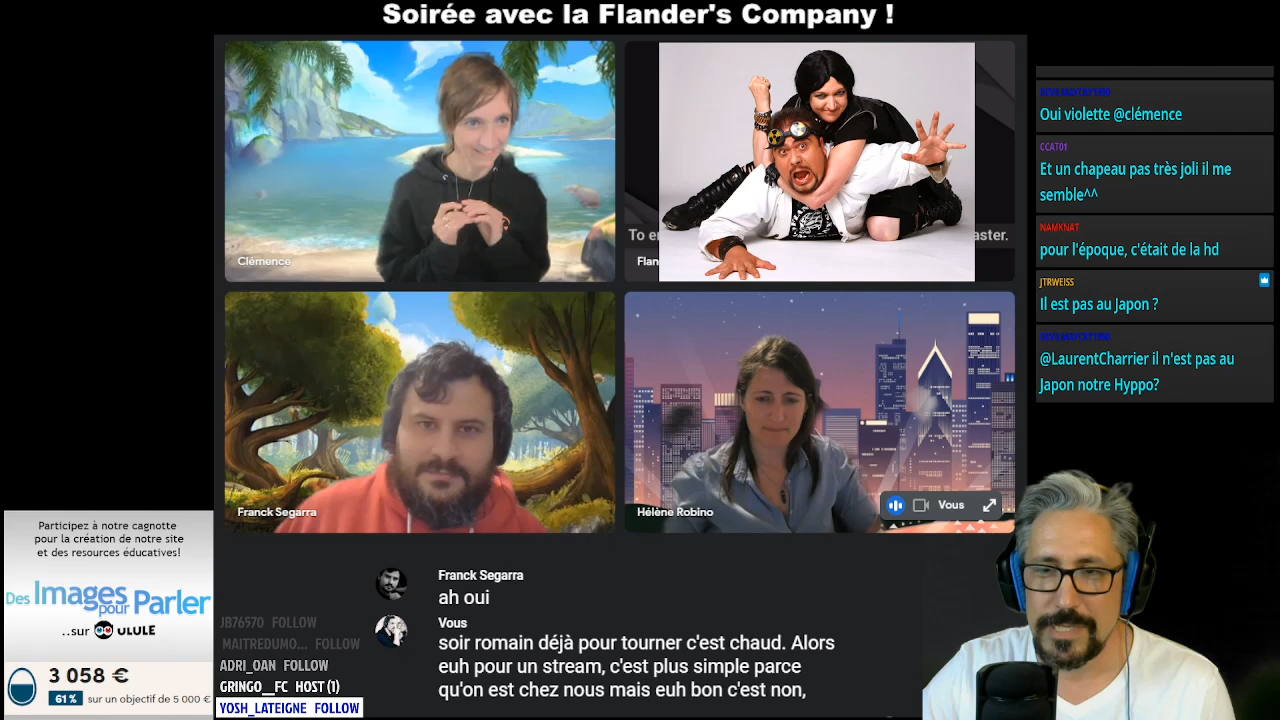 Soirée avec la Flander's Company !
Clémence
To en
aster.
Flan
Franck Segarra
Hélène Robino
Vous
Oui violette @clémence
CCAT01
Et un chapeau pas très joli il me
semble^^
NAMKNAT
pour l'époque, c'était de la hd
JTRWEISS
Il est pas au Japon ?
@LaurentCharrier il n'est pas au
Japon notre Hyppo?
Participez à notre cagnotte
pour la création de notre site
et des resources éducatives!
Des Images pour Parler
..sur ULULE
3 058 €
61 % sur un objectif de 5 000 €
JB76570 FOLLOW
MAITREDUMO... FOLLOW
ADRI_OAN FOLLOW
GRINGO__FC HOST (1)
YOSH_LATEIGNE FOLLOW
Franck Segarra
ah oui
Vous
soir romain déjà pour tourner c'est chaud. Alors
euh pour un stream, c'est plus simple parce
qu'on est chez nous mais euh bon c'est non,